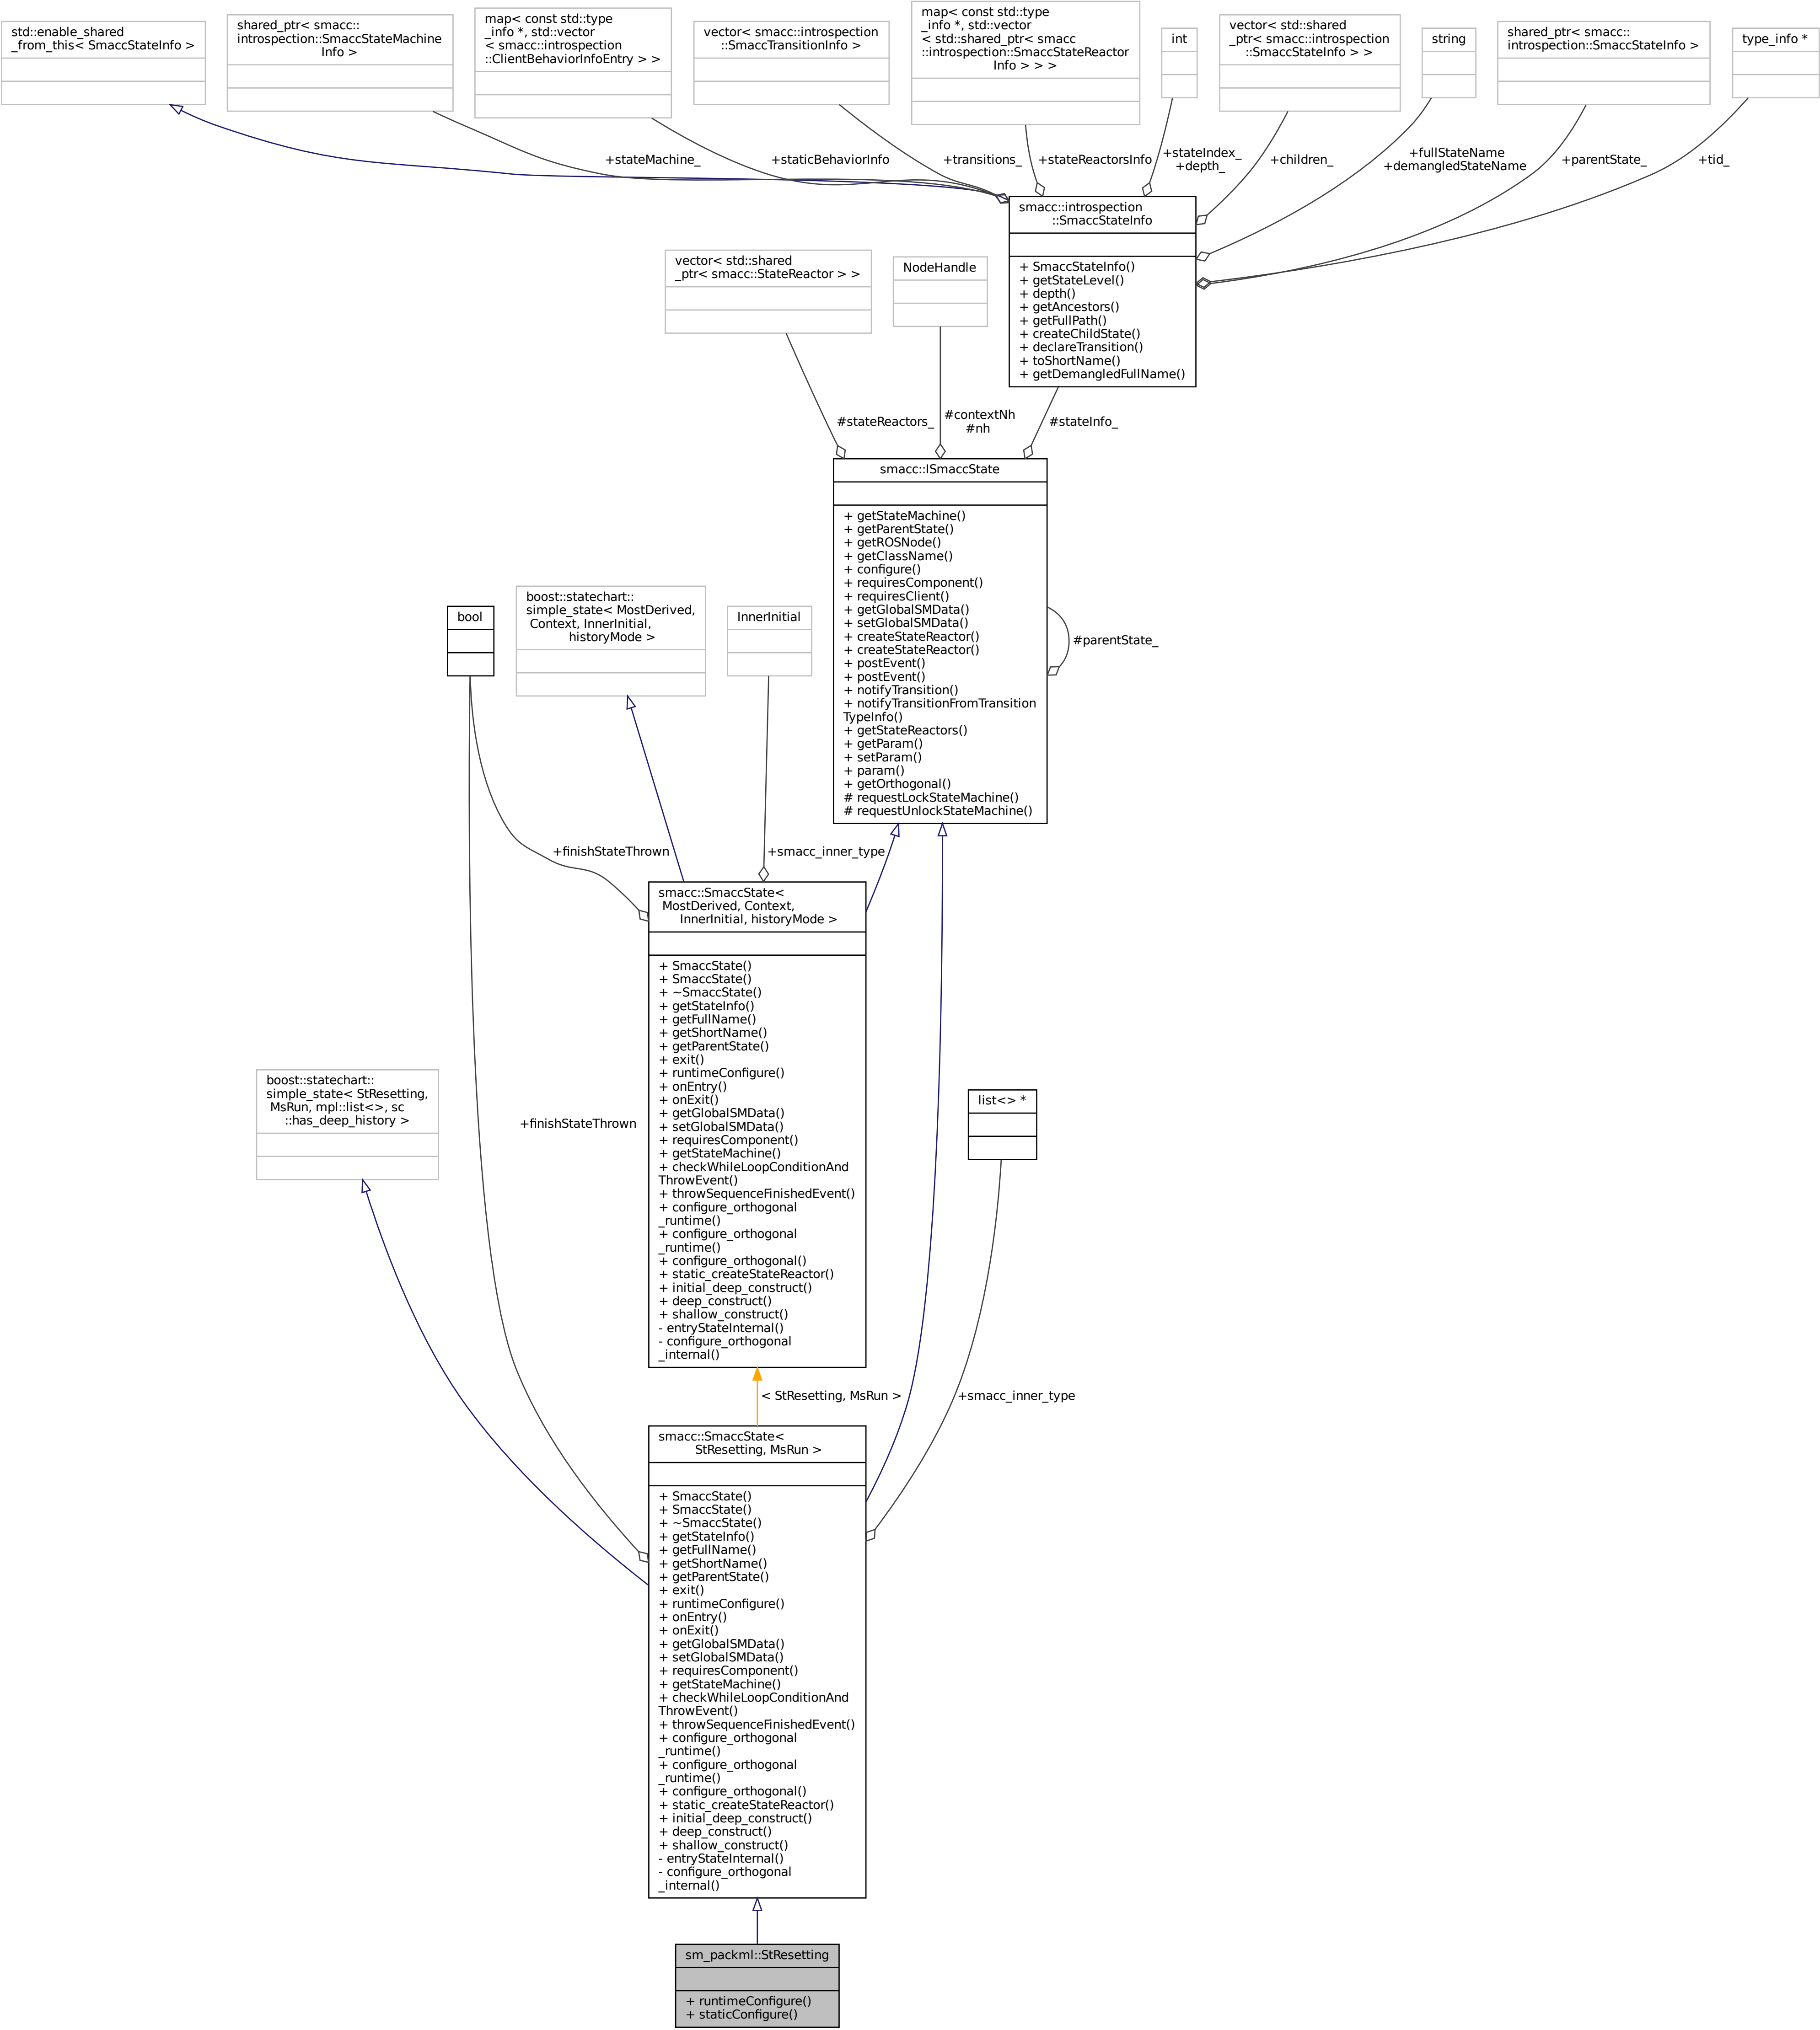 std::enable_shared
_from_this< SmaccStateInfo >
shared_ptr< smacc::
introspection::SmaccStateMachine
Info >
map< const std::type
_info *, std::vector
< smacc::introspection
::ClientBehaviorInfoEntry > >
vector< smacc::introspection
::SmaccTransitionInfo >
map< const std::type
_info *, std::vector
< std::shared_ptr< smacc
::introspection::SmaccStateReactor
Info > > >
int
vector< std::shared
_ptr< smacc::introspection
::SmaccStateInfo > >
string
shared_ptr< smacc::
introspection::SmaccStateInfo >
type_info *
+stateMachine_
+staticBehaviorInfo
+transitions_
+stateReactorsInfo
+stateIndex_
+depth_
+children_
+fullStateName
+demangledStateName
+parentState_
+tid_
smacc::introspection
::SmaccStateInfo
+ SmaccStateInfo()
+ getStateLevel()
+ depth()
+ getAncestors()
+ getFullPath()
+ createChildState()
+ declareTransition()
+ toShortName()
+ getDemangledFullName()
vector< std::shared
_ptr< smacc::StateReactor > >
NodeHandle
#stateReactors_
#contextNh
#nh
#stateInfo_
smacc::ISmaccState
+ getStateMachine()
+ getParentState()
+ getROSNode()
+ getClassName()
+ configure()
+ requiresComponent()
+ requiresClient()
+ getGlobalSMData()
+ setGlobalSMData()
+ createStateReactor()
+ createStateReactor()
+ postEvent()
+ postEvent()
+ notifyTransition()
+ notifyTransitionFromTransition
TypeInfo()
+ getStateReactors()
+ getParam()
+ setParam()
+ param()
+ getOrthogonal()
# requestLockStateMachine()
# requestUnlockStateMachine()
#parentState_
bool
boost::statechart::
simple_state< MostDerived,
Context, InnerInitial,
historyMode >
InnerInitial
+finishStateThrown
+smacc_inner_type
smacc::SmaccState<
MostDerived, Context,
InnerInitial, historyMode >
+ SmaccState()
+ SmaccState()
+ ~SmaccState()
+ getStateInfo()
+ getFullName()
+ getShortName()
+ getParentState()
+ exit()
+ runtimeConfigure()
+ onEntry()
+ onExit()
+ getGlobalSMData()
+ setGlobalSMData()
+ requiresComponent()
+ getStateMachine()
+ checkWhileLoopConditionAnd
ThrowEvent()
+ throwSequenceFinishedEvent()
+ configure_orthogonal
_runtime()
+ configure_orthogonal
_runtime()
+ configure_orthogonal()
+ static_createStateReactor()
+ initial_deep_construct()
+ deep_construct()
+ shallow_construct()
- entryStateInternal()
- configure_orthogonal
_internal()
boost::statechart::
simple_state< StResetting,
MsRun, mpl::list<>, sc
::has_deep_history >
+finishStateThrown
list<> *
< StResetting, MsRun >
+smacc_inner_type
smacc::SmaccState<
StResetting, MsRun >
+ SmaccState()
+ SmaccState()
+ ~SmaccState()
+ getStateInfo()
+ getFullName()
+ getShortName()
+ getParentState()
+ exit()
+ runtimeConfigure()
+ onEntry()
+ onExit()
+ getGlobalSMData()
+ setGlobalSMData()
+ requiresComponent()
+ getStateMachine()
+ checkWhileLoopConditionAnd
ThrowEvent()
+ throwSequenceFinishedEvent()
+ configure_orthogonal
_runtime()
+ configure_orthogonal
_runtime()
+ configure_orthogonal()
+ static_createStateReactor()
+ initial_deep_construct()
+ deep_construct()
+ shallow_construct()
- entryStateInternal()
- configure_orthogonal
_internal()
sm_packml::StResetting
+ runtimeConfigure()
+ staticConfigure()